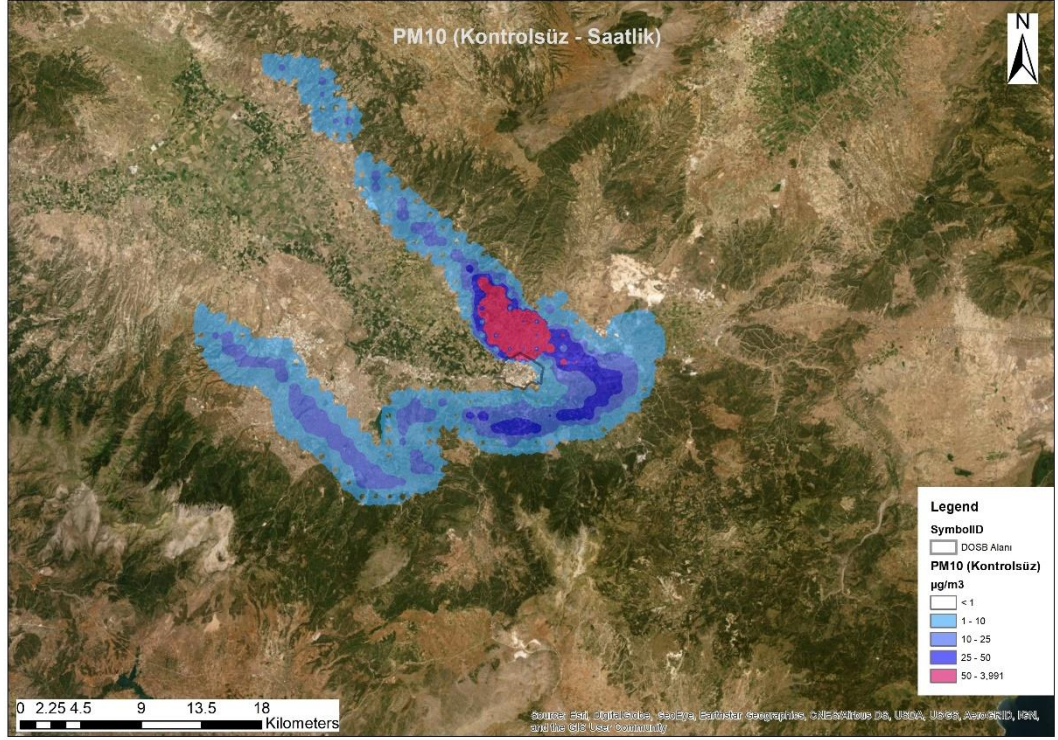 PM10 (Kontrolsüz - Saatlik)
N
Legend
SymbolID
DOSB Alanı
PM10 (Kontrolsüz)
µg/m3
< 1
1 - 10
10 - 25
25 - 50
50 - 3,991
0 2.25 4.5 9 13.5 18
Kilometers
Source: Esri, DigitalGlobe, GeoEye, Earthstar Geographics, CNES/Airbus DS, USDA, USGS, AeroGRID, IGN,
and the GIS User Community